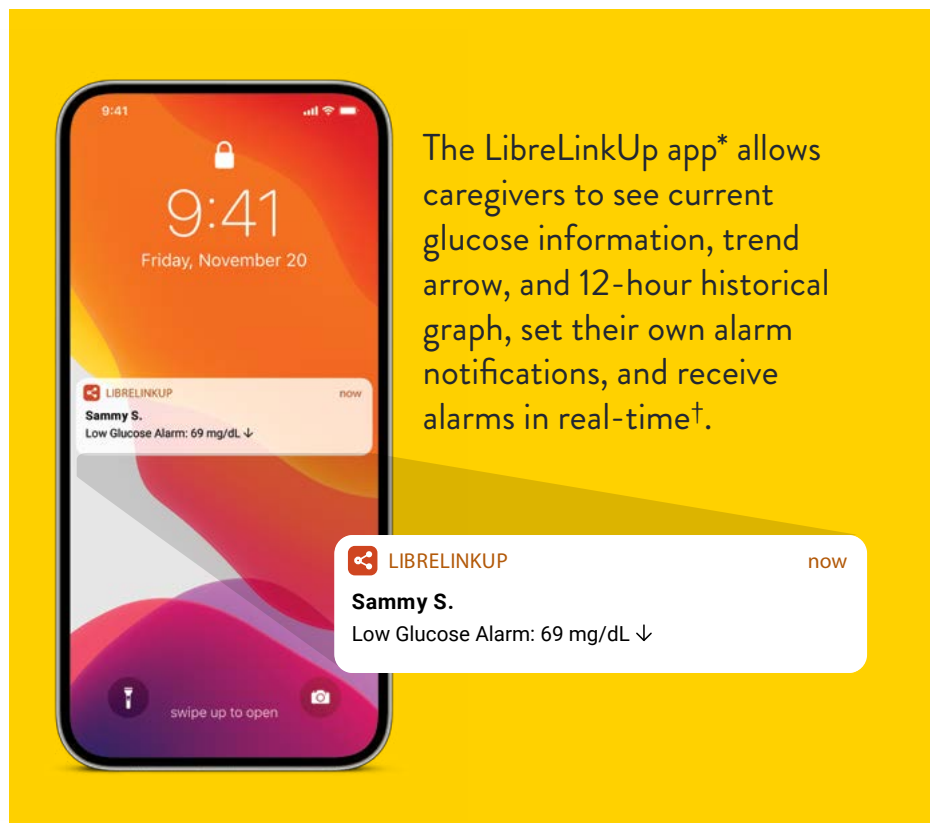 9:41
9:41
Friday, November 20
LIBRELINKUP now
Sammy S.
Low Glucose Alarm: 69 mg/dL ↓
swipe up to open
The LibreLinkUp app* allows
caregivers to see current
glucose information, trend
arrow, and 12-hour historical
graph, set their own alarm
notifications, and receive
alarms in real-time†.
LIBRELINKUP now
Sammy S.
Low Glucose Alarm: 69 mg/dL ↓